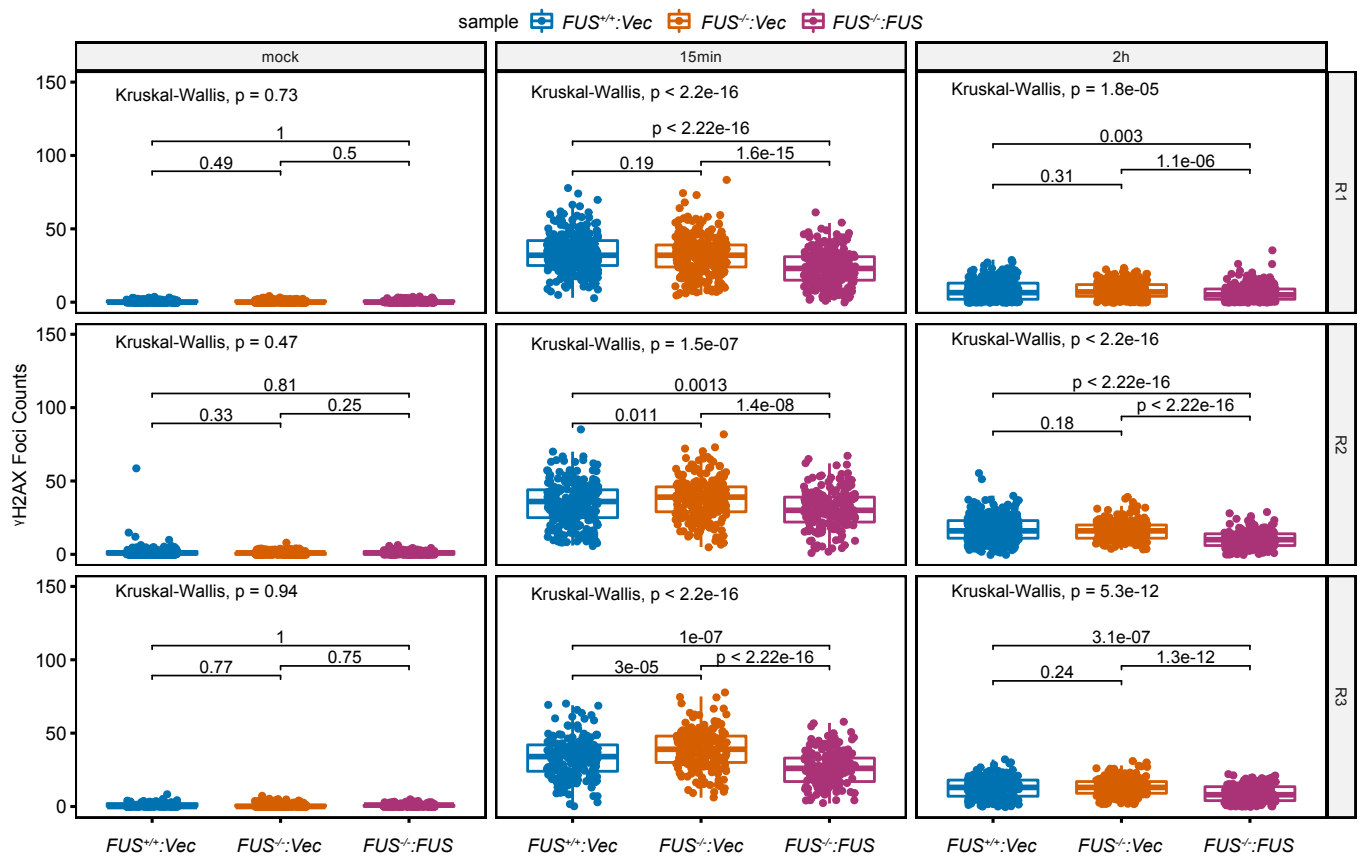 sample FUS+/+:Vec FUS-/-:Vec FUS-/-:FUS
mock 15min 2h
150
100
50
0
Kruskal-Wallis, p = 0.73
1
0.49
0.5
Kruskal-Wallis, p < 2.2e-16
p < 2.22e-16
0.19
1.6e-15
Kruskal-Wallis, p = 1.8e-05
0.003
0.31
1.1e-06
R1
150
100
50
0
Kruskal-Wallis, p = 0.47
0.81
0.33
0.25
Kruskal-Wallis, p = 1.5e-07
0.0013
0.011
1.4e-08
Kruskal-Wallis, p < 2.2e-16
p < 2.22e-16
0.18
p < 2.22e-16
R2
γH2AX Foci Counts
150
100
50
0
Kruskal-Wallis, p = 0.94
1
0.77
0.75
Kruskal-Wallis, p < 2.2e-16
1e-07
3e-05
p < 2.22e-16
Kruskal-Wallis, p = 5.3e-12
3.1e-07
0.24
1.3e-12
R3
FUS+/+:Vec FUS-/-:Vec FUS-/-:FUS FUS+/+:Vec FUS-/-:Vec FUS-/-:FUS FUS+/+:Vec FUS-/-:Vec FUS-/-:FUS